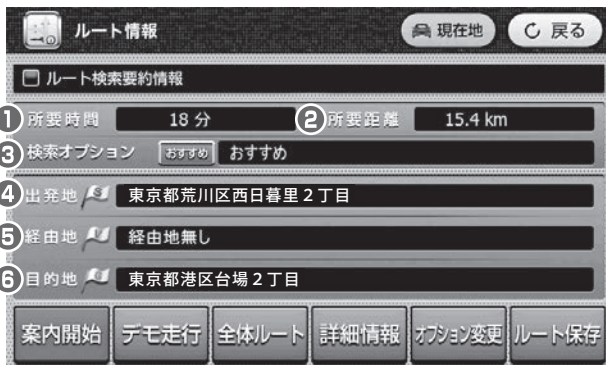 ルート情報 現在地 戻る
ルート検索要約情報
1 所要時間 18 分 2 所要距離 15.4 km
3 検索オプション おすすめ おすすめ
4 出発地 S 東京都荒川区西日暮里２丁目
5 経由地 経由地無し
6 目的地 G 東京都港区台場２丁目
案内開始 デモ走行 全体ルート 詳細情報 オプション変更 ルート保存